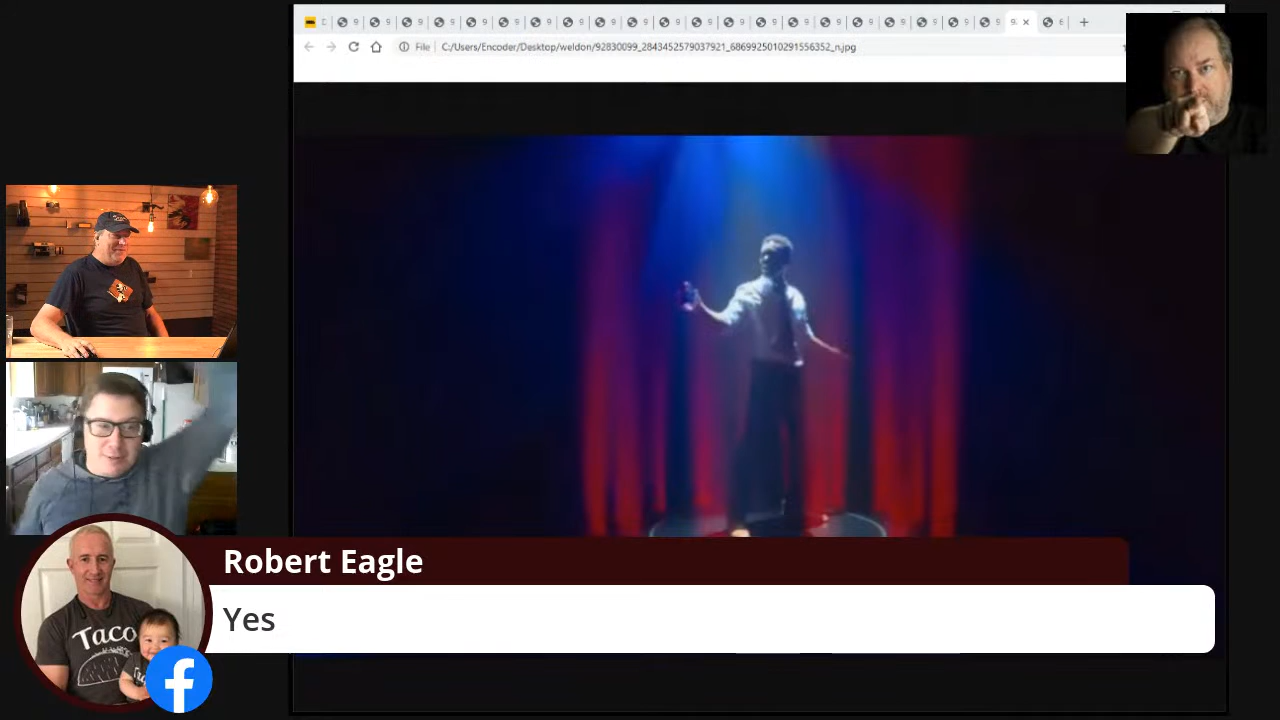 File
C:/Users/Encoder/Desktop/weldon/92830099_2843452579037921_6869925010291556352_n.jpg
Robert Eagle
Yes
Taco
f